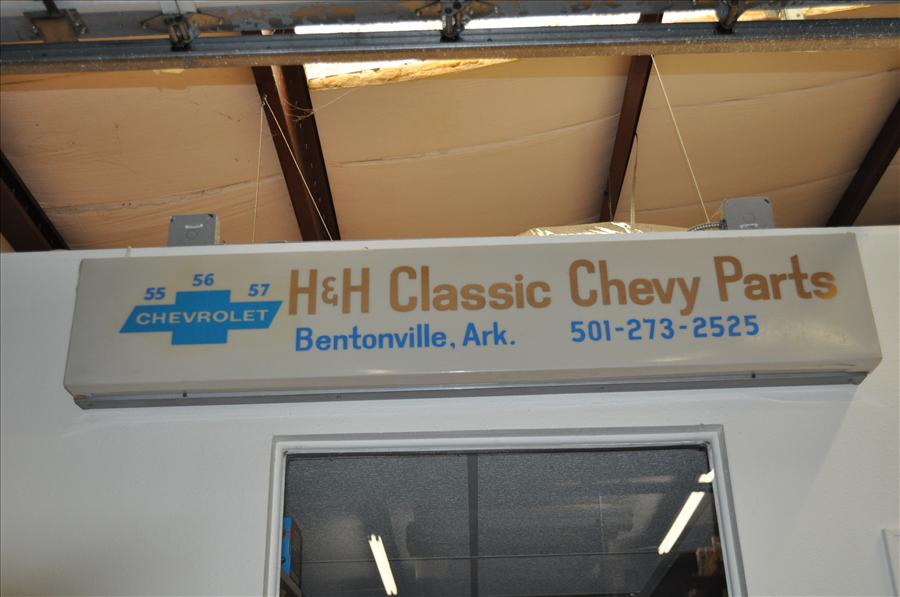 55 56 57
CHEVROLET
H&H Classic Chevy Parts
Bentonville, Ark. 501-273-2525